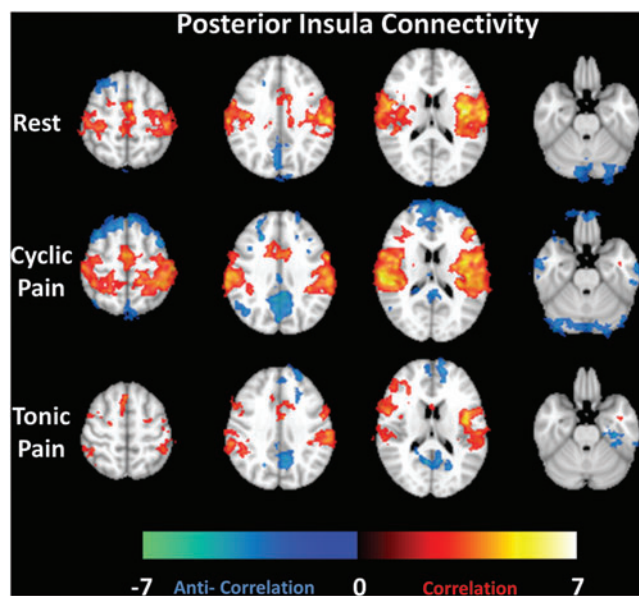 Posterior Insula Connectivity
Rest
Cyclic
Pain
Tonic
Pain
-7 Anti- Correlation 0 Correlation 7